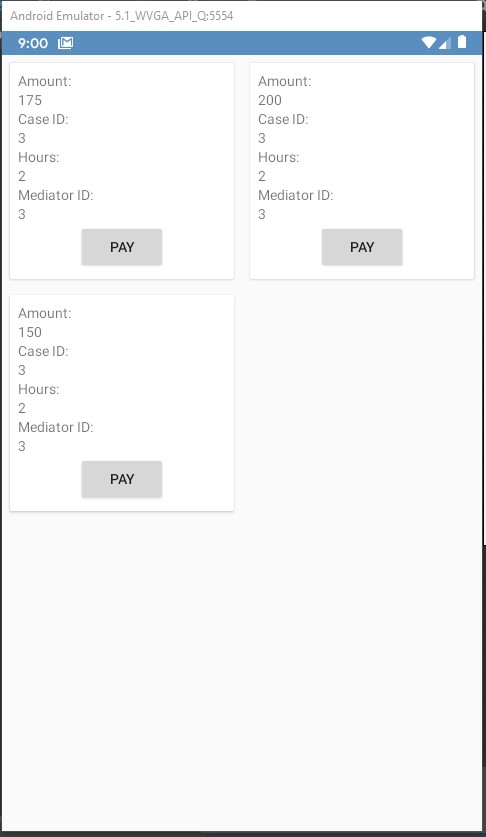 Android Emulator - 5.1_WVGA_API_Q:5554
9:00
Amount:
175
Case ID:
3
Hours:
2
Mediator ID:
3
PAY
Amount:
200
Case ID:
3
Hours:
2
Mediator ID:
3
PAY
Amount:
150
Case ID:
3
Hours:
2
Mediator ID:
3
PAY